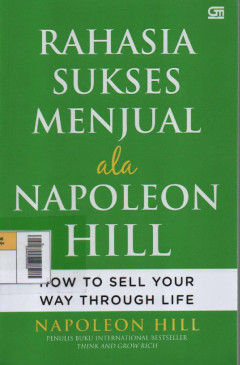 RAHASIA
SUKSES
MENJUAL
ala
NAPOLEON
HILL
HOW TO SELL YOUR
WAY THROUGH LIFE
NAPOLEON HILL
PENULIS BUKU INTERNATIONAL BESTSELLER
THINK AND GROW RICH